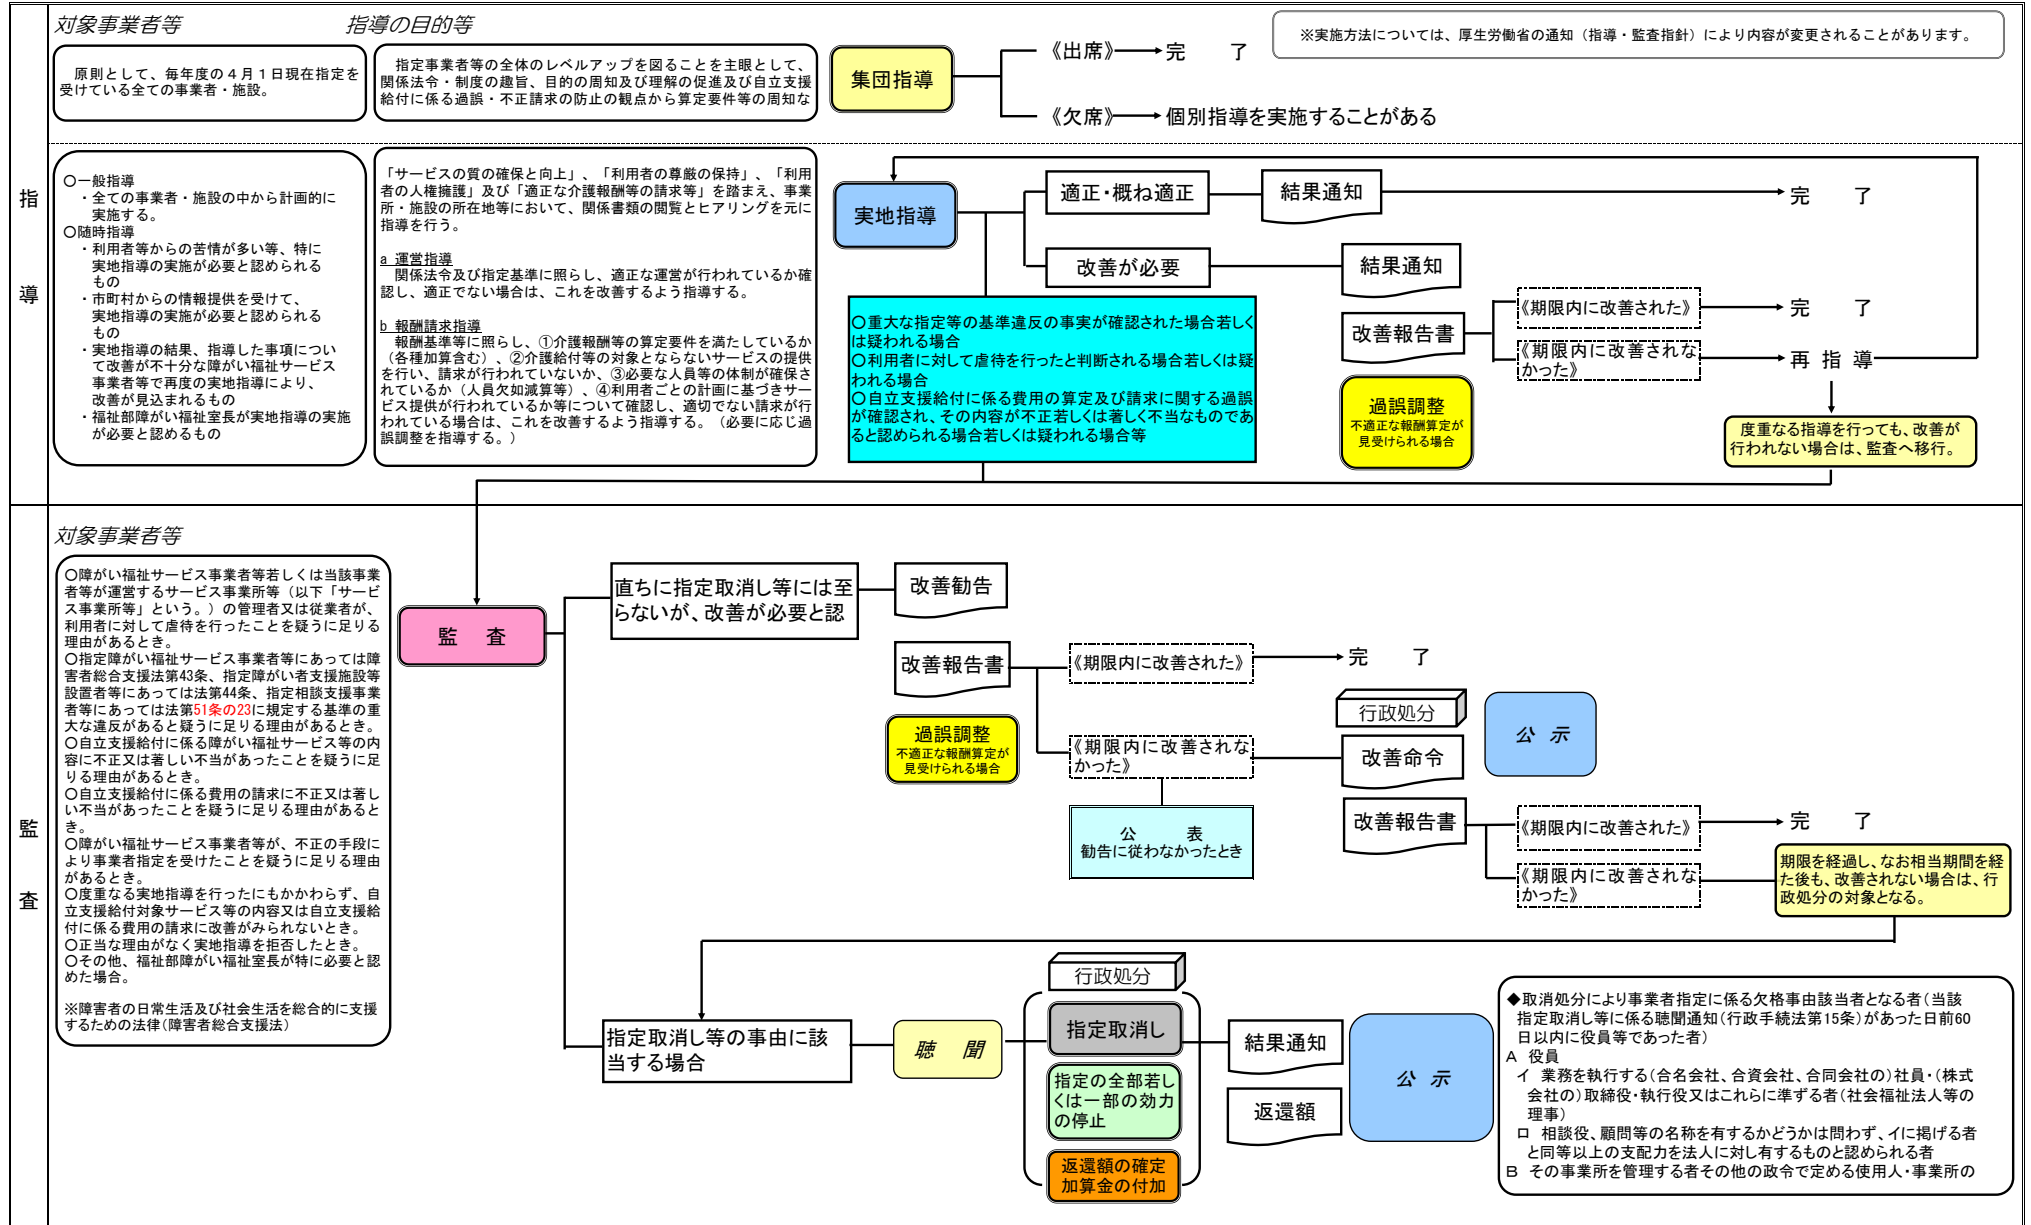 対象事業者等
指導の目的等
※実施方法については、厚生労働省の通知（指導・監査指針）により内容が変更されることがあります。
原則として、毎年度の４月１日現在指定を
受けている全ての事業者・施設。
指定事業者等の全体のレベルアップを図ることを主眼として、
関係法令・制度の趣旨、目的の周知及び理解の促進及び自立支援
給付に係る過誤・不正請求の防止の観点から算定要件等の周知な
集団指導
《出席》
完　了
《欠席》
個別指導を実施することがある
指
導
〇一般指導
・全ての事業者・施設の中から計画的に
実施する。
〇随時指導
・利用者等からの苦情が多い等、特に
実地指導の実施が必要と認められる
もの
・市町村からの情報提供を受けて、
実地指導の実施が必要と認められる
もの
・実地指導の結果、指導した事項につい
て改善が不十分な障がい福祉サービス
事業者等で再度の実地指導により、
改善が見込まれるもの
・福祉部障がい福祉室長が実地指導の実施
が必要と認めるもの
「サービスの質の確保と向上」、「利用者の尊厳の保持」、「利用
者の人権擁護」及び「適正な介護報酬等の請求等」を踏まえ、事業
所・施設の所在地等において、関係書類の閲覧とヒアリングを元に
指導を行う。
a 運営指導
関係法令及び指定基準に照らし、適正な運営が行われているか確
認し、適正でない場合は、これを改善するよう指導する。
b 報酬請求指導
報酬基準等に照らし、①介護報酬等の算定要件を満たしているか
（各種加算含む）、②介護給付等の対象とならないサービスの提供
を行い、請求が行われていないか、③必要な人員等の体制が確保さ
れているか（人員欠如減算等）、④利用者ごとの計画に基づきサー
ビス提供が行われているか等について確認し、適切でない請求が行
われている場合は、これを改善するよう指導する。（必要に応じ過
誤調整を指導する。）
実地指導
適正・概ね適正
結果通知
完　了
改善が必要
結果通知
〇重大な指定等の基準違反の事実が確認された場合若しく
は疑われる場合
〇利用者に対して虐待を行ったと判断される場合若しくは疑
われる場合
〇自立支援給付に係る費用の算定及び請求に関する過誤
が確認され、その内容が不正若しくは著しく不当なものであ
ると認められる場合若しくは疑われる場合等
改善報告書
《期限内に改善された》
完　了
《期限内に改善されな
かった》
再 指 導
過誤調整
不適正な報酬算定が
見受けられる場合
度重なる指導を行っても、改善が
行われない場合は、監査へ移行。
監
査
対象事業者等
〇障がい福祉サービス事業者等若しくは当該事業
者等が運営するサービス事業所等（以下「サービ
ス事業所等」という。）の管理者又は従業者が、
利用者に対して虐待を行ったことを疑うに足りる
理由があるとき。
〇指定障がい福祉サービス事業者等にあっては障
害者総合支援法第43条、指定障がい者支援施設等
設置者等にあっては法第44条、指定相談支援事業
者等にあっては法第51条の23に規定する基準の重
大な違反があると疑うに足りる理由があるとき。
〇自立支援給付に係る障がい福祉サービス等の内
容に不正又は著しい不当があったことを疑うに足
りる理由があるとき。
〇自立支援給付に係る費用の請求に不正又は著し
い不当があったことを疑うに足りる理由があると
き。
〇障がい福祉サービス事業者等が、不正の手段に
より事業者指定を受けたことを疑うに足りる理由
があるとき。
〇度重なる実地指導を行ったにもかかわらず、自
立支援給付対象サービス等の内容又は自立支援給
付に係る費用の請求に改善がみられないとき。
〇正当な理由がなく実地指導を拒否したとき。
〇その他、福祉部障がい福祉室長が特に必要と認
めた場合。
※障害者の日常生活及び社会生活を総合的に支援
するための法律（障害者総合支援法）
監　査
直ちに指定取消し等には至
らないが、改善が必要と認
改善勧告
改善報告書
《期限内に改善された》
完　了
過誤調整
不適正な報酬算定が
見受けられる場合
《期限内に改善されな
かった》
行政処分
改善命令
公 示
公　表
勧告に従わなかったとき
改善報告書
《期限内に改善された》
完　了
《期限内に改善されな
かった》
期限を経過し、なお相当期間を経
た後も、改善されない場合は、行
政処分の対象となる。
指定取消し等の事由に該
当する場合
聴　聞
行政処分
指定取消し
指定の全部若し
くは一部の効力
の停止
返還額の確定
加算金の付加
結果通知
返還額
公 示
◆取消処分により事業者指定に係る欠格事由該当者となる者（当該
指定取消し等に係る聴聞通知（行政手続法第15条）があった日前60
日以内に役員等であった者）
A 役員
イ 業務を執行する（合名会社、合資会社、合同会社の）社員・（株式
会社の）取締役・執行役又はこれらに準ずる者（社会福祉法人等の
理事）
ロ 相談役、顧問等の名称を有するかどうかは問わず、イに掲げる者
と同等以上の支配力を法人に対し有するものと認められる者
B その事業所を管理する者その他の政令で定める使用人・事業所の